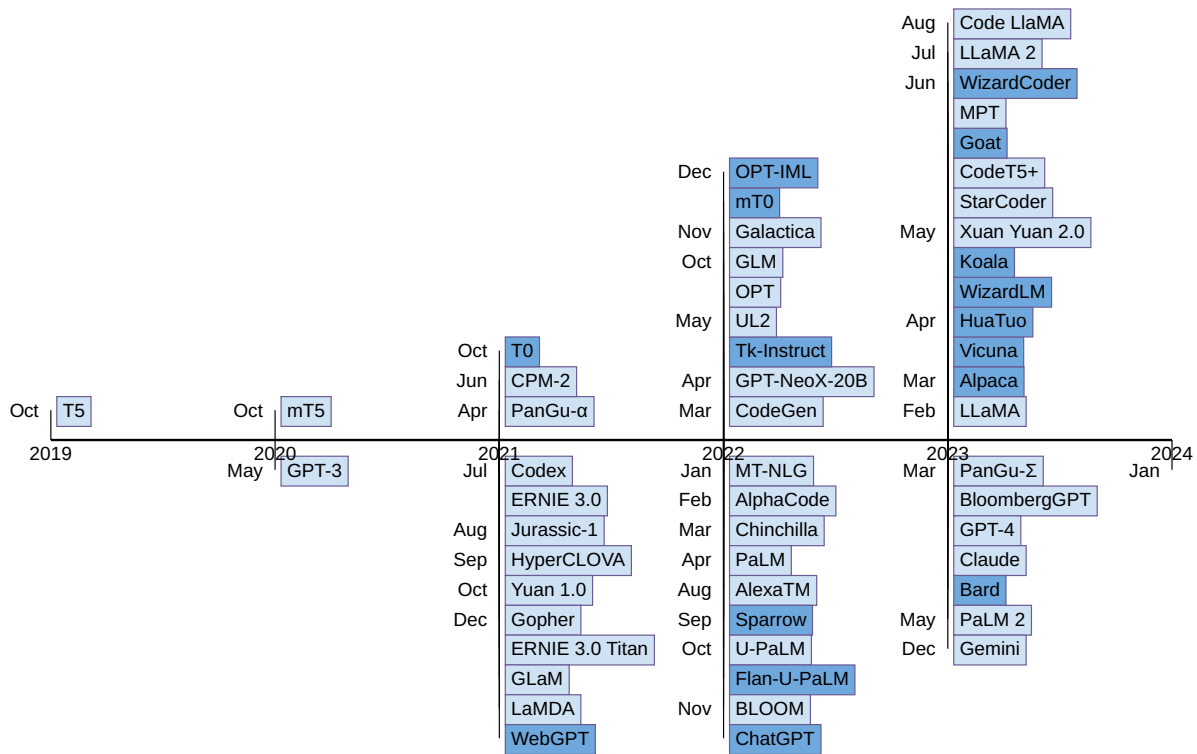 Aug Code LlaMA
Jul LLaMA 2
Jun WizardCoder
MPT
Goat
Dec OPT-IML CodeT5+
mT0 StarCoder
Nov Galactica May Xuan Yuan 2.0
Oct GLM Koala
OPT WizardLM
May UL2 Apr HuaTuo
Oct T0 Tk-Instruct Vicuna
Jun CPM-2 Apr GPT-NeoX-20B Mar Alpaca
Oct T5 Oct mT5 Apr PanGu-α Mar CodeGen Feb LLaMA
2019 2020 2021 2022 2023 2024
May GPT-3 Jul Codex Jan MT-NLG Mar PanGu-Σ Jan
ERNIE 3.0 Feb AlphaCode BloombergGPT
Aug Jurassic-1 Mar Chinchilla GPT-4
Sep HyperCLOVA Apr PaLM Claude
Oct Yuan 1.0 Aug AlexaTM Bard
Dec Gopher Sep Sparrow May PaLM 2
ERNIE 3.0 Titan Oct U-PaLM Dec Gemini
GLaM Flan-U-PaLM
LaMDA Nov BLOOM
WebGPT ChatGPT